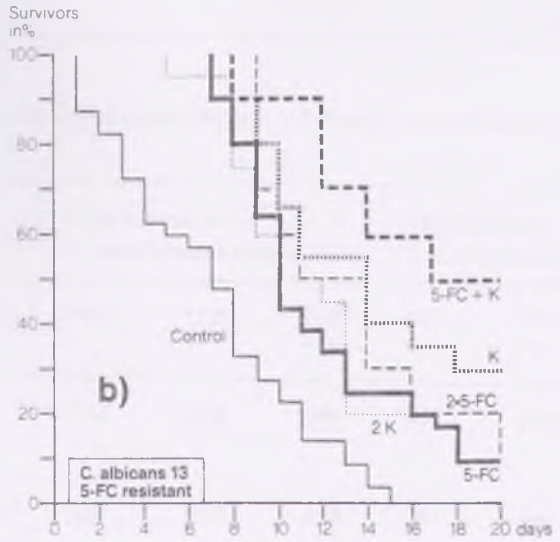 Survivors
in%
100
80
60
40
20
0
Control
b)
5-FC + K
K
2•5-FC
2 K
5-FC
C. albicans 13
5-FC resistant
0 2 4 6 8 10 12 14 16 18 20 days